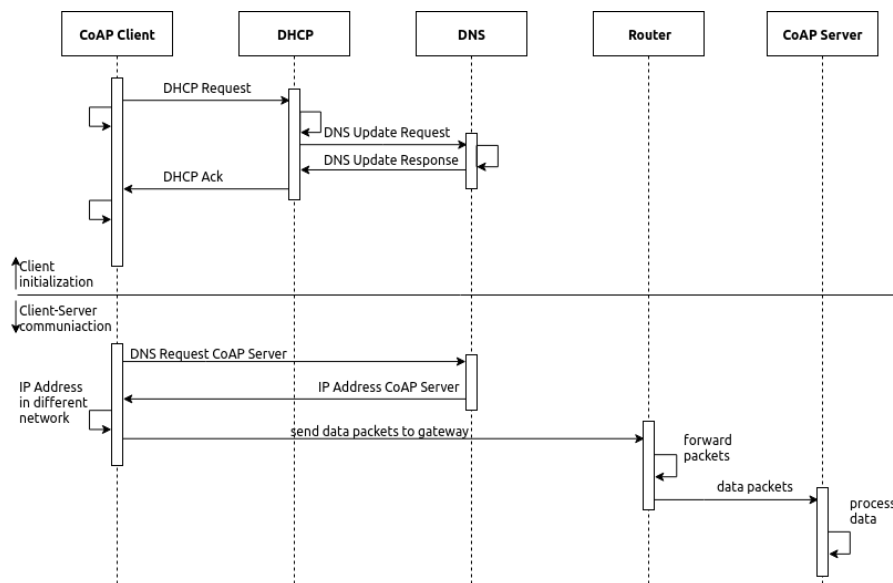 CoAP Client
DHCP
DNS
Router
CoAP Server
DHCP Request
DNS Update Request
DNS Update Response
DHCP Ack
Client
initialization
Client-Server
communiaction
DNS Request CoAP Server
IP Address CoAP Server
IP Address
in different
network
send data packets to gateway
forward
packets
data packets
process
data